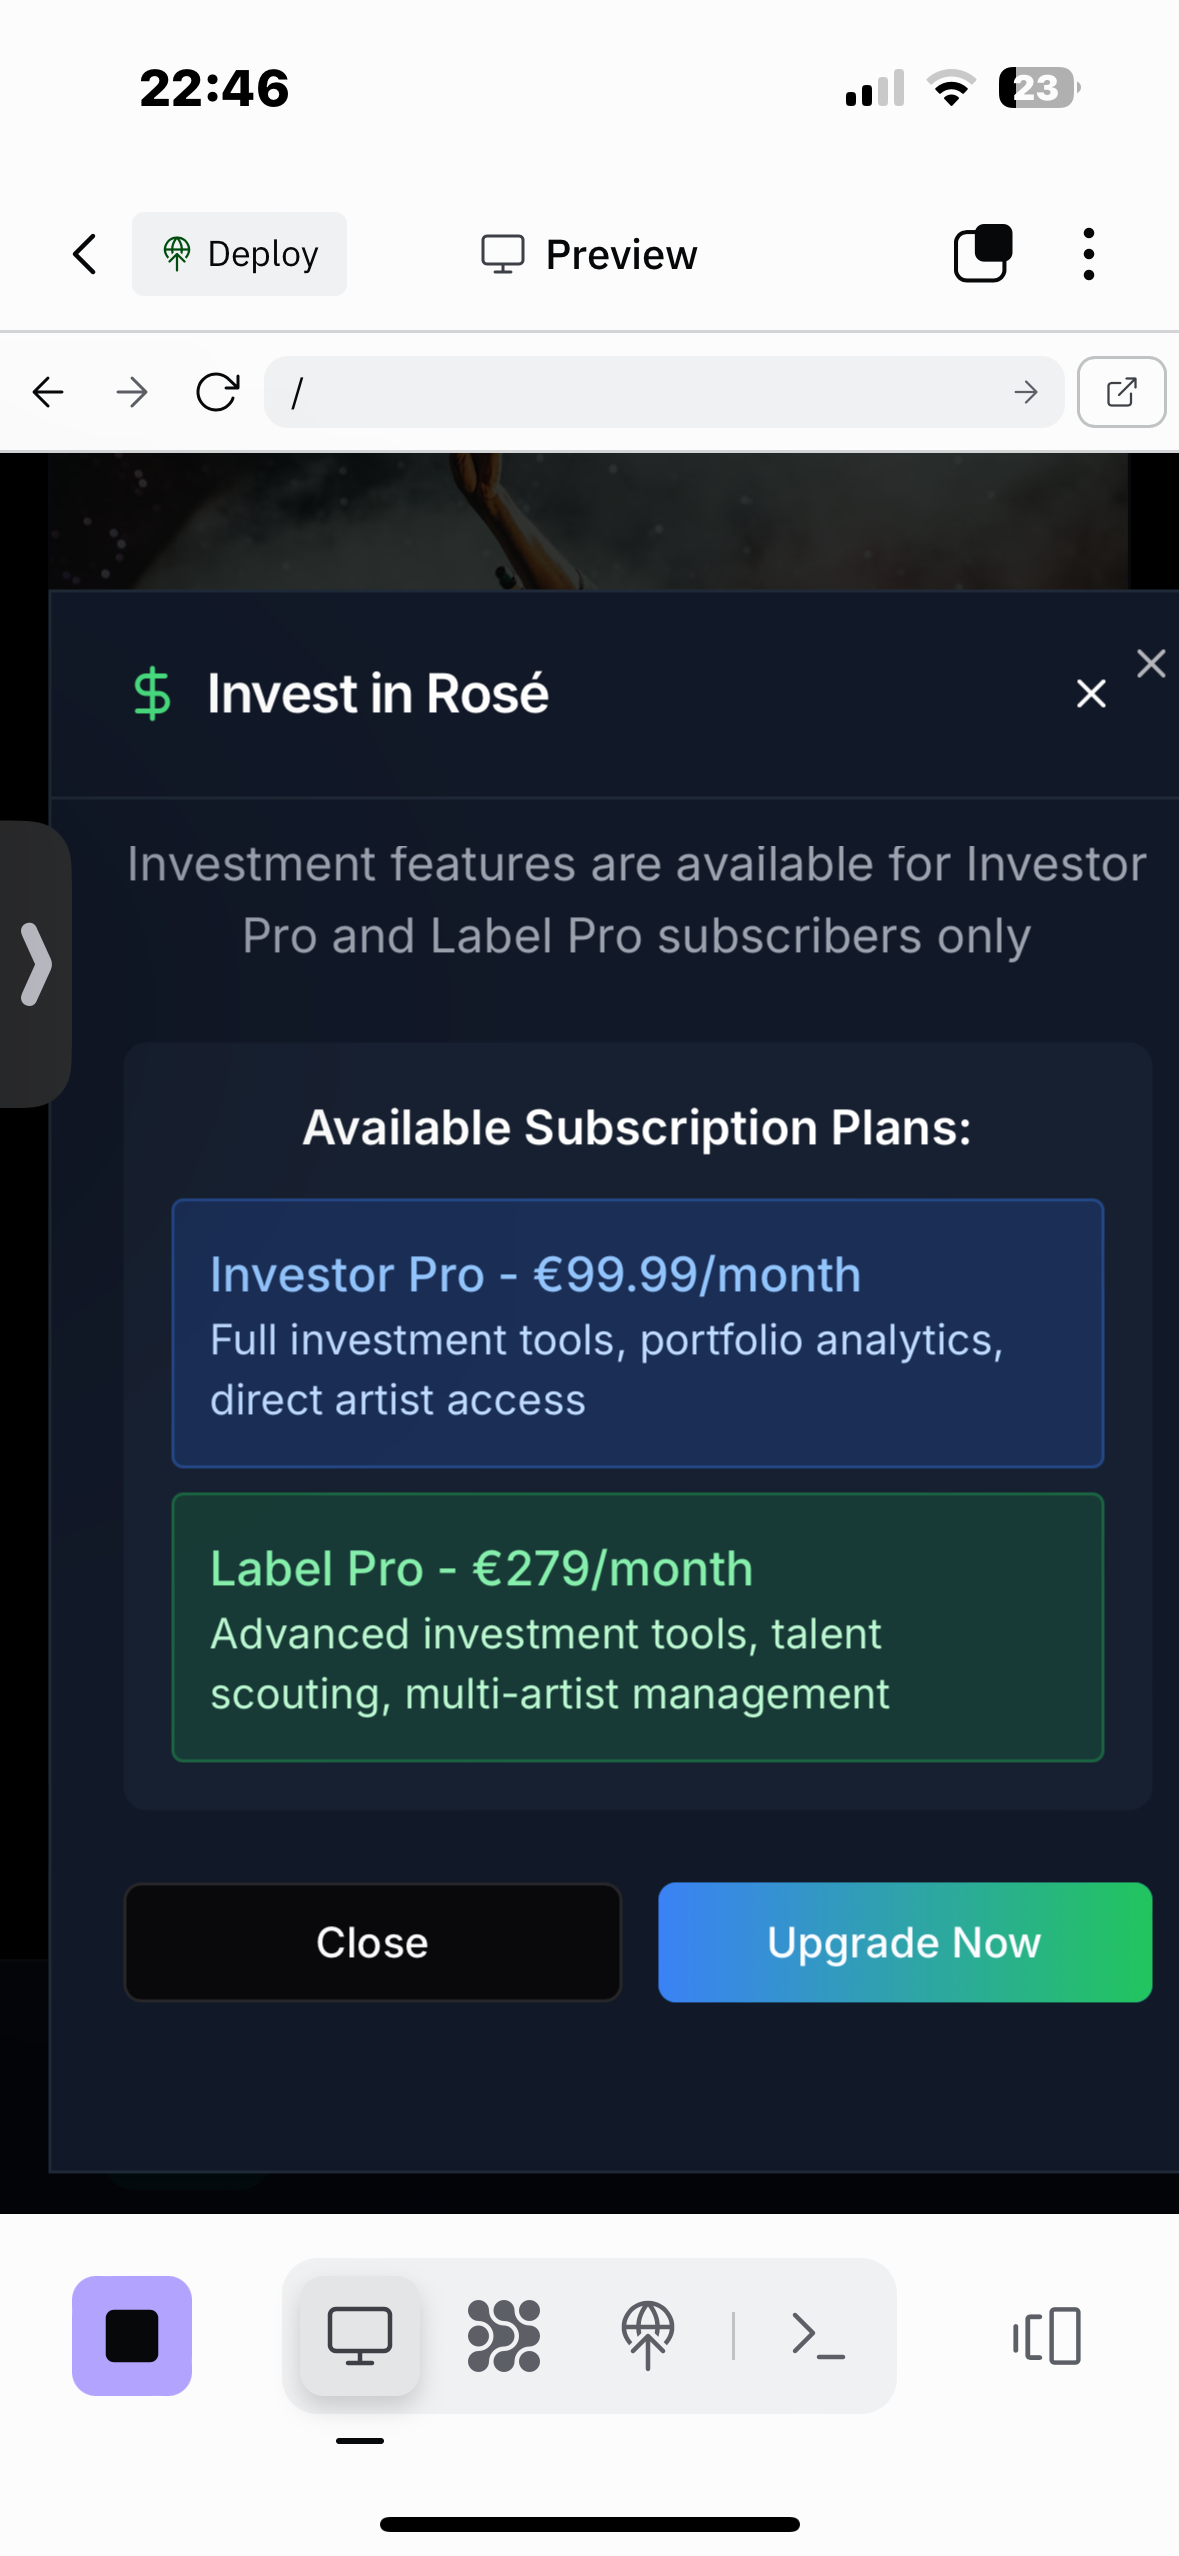 22:46
23
Deploy
Preview
/
Invest in Rosé
Investment features are available for Investor
Pro and Label Pro subscribers only
Available Subscription Plans:
Investor Pro - €99.99/month
Full investment tools, portfolio analytics,
direct artist access
Label Pro - €279/month
Advanced investment tools, talent
scouting, multi-artist management
Close
Upgrade Now